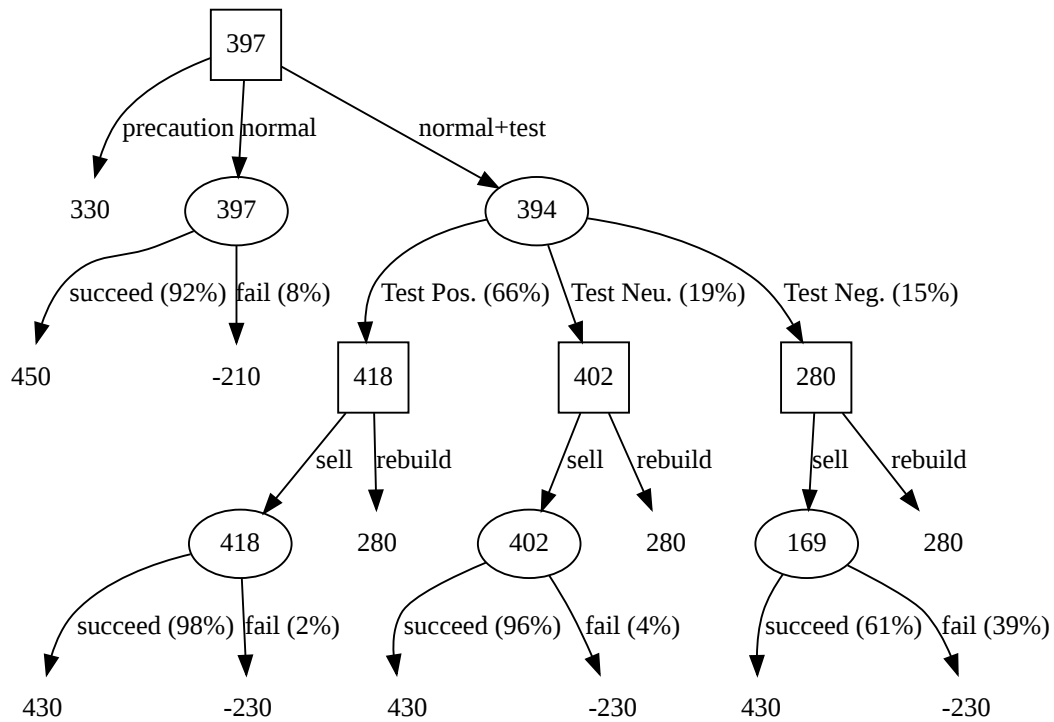 397
precaution normal normal+test
330 397 394
succeed (92%) fail (8%) Test Pos. (66%) Test Neu. (19%) Test Neg. (15%)
450 -210 418 402 280
sell rebuild sell rebuild sell rebuild
418 280 402 280 169 280
succeed (98%) fail (2%) succeed (96%) fail (4%) succeed (61%) fail (39%)
430 -230 430 -230 430 -230